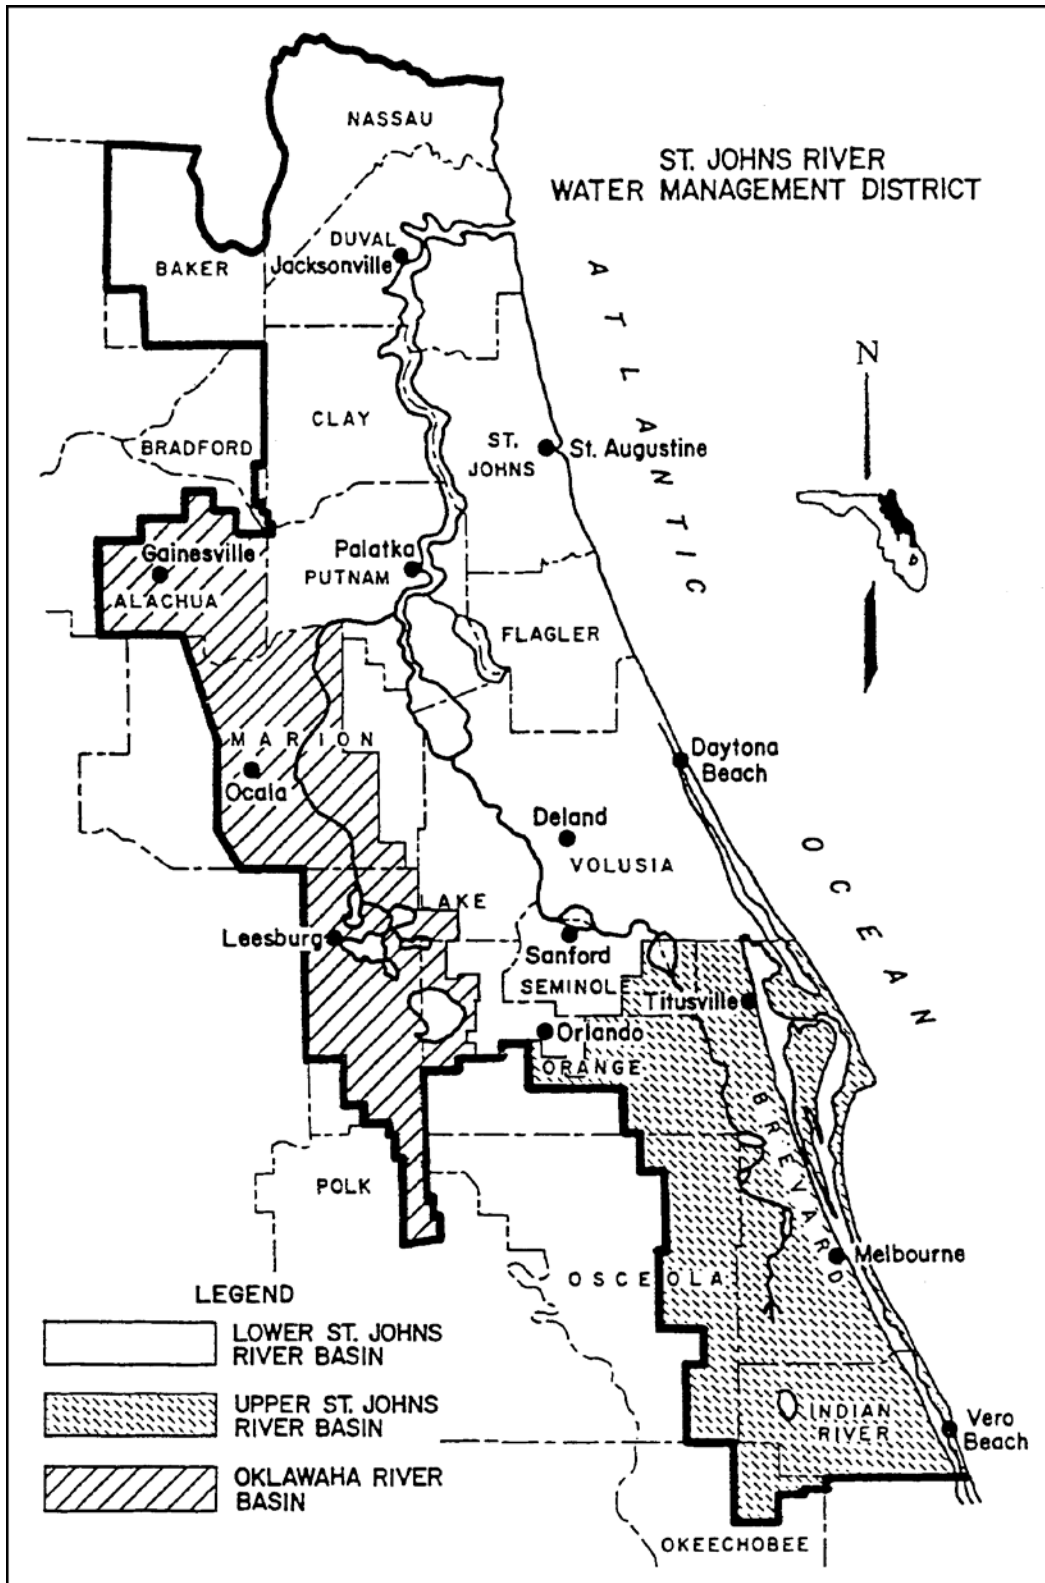 NASSAU
ST. JOHNS RIVER
WATER MANAGEMENT DISTRICT
DUVAL
Jacksonville
BAKER
ATLANTIC
N
CLAY
BRADFORD
ST.
JOHNS
St. Augustine
Gainesville
ALACHUA
Palatka
PUTNAM
FLAGLER
MARION
Ocala
Daytona
Beach
Deland
VOLUSIA
OCEAN
LAKE
Leesburg
Sanford
SEMINOLE
Titusville
Orlando
ORANGE
BREVARD
POLK
Melbourne
OSCEOLA
LEGEND
LOWER ST. JOHNS
RIVER BASIN
UPPER ST. JOHNS
RIVER BASIN
INDIAN
RIVER
Vero
Beach
OKLAWAHA RIVER
BASIN
OKEECHOBEE